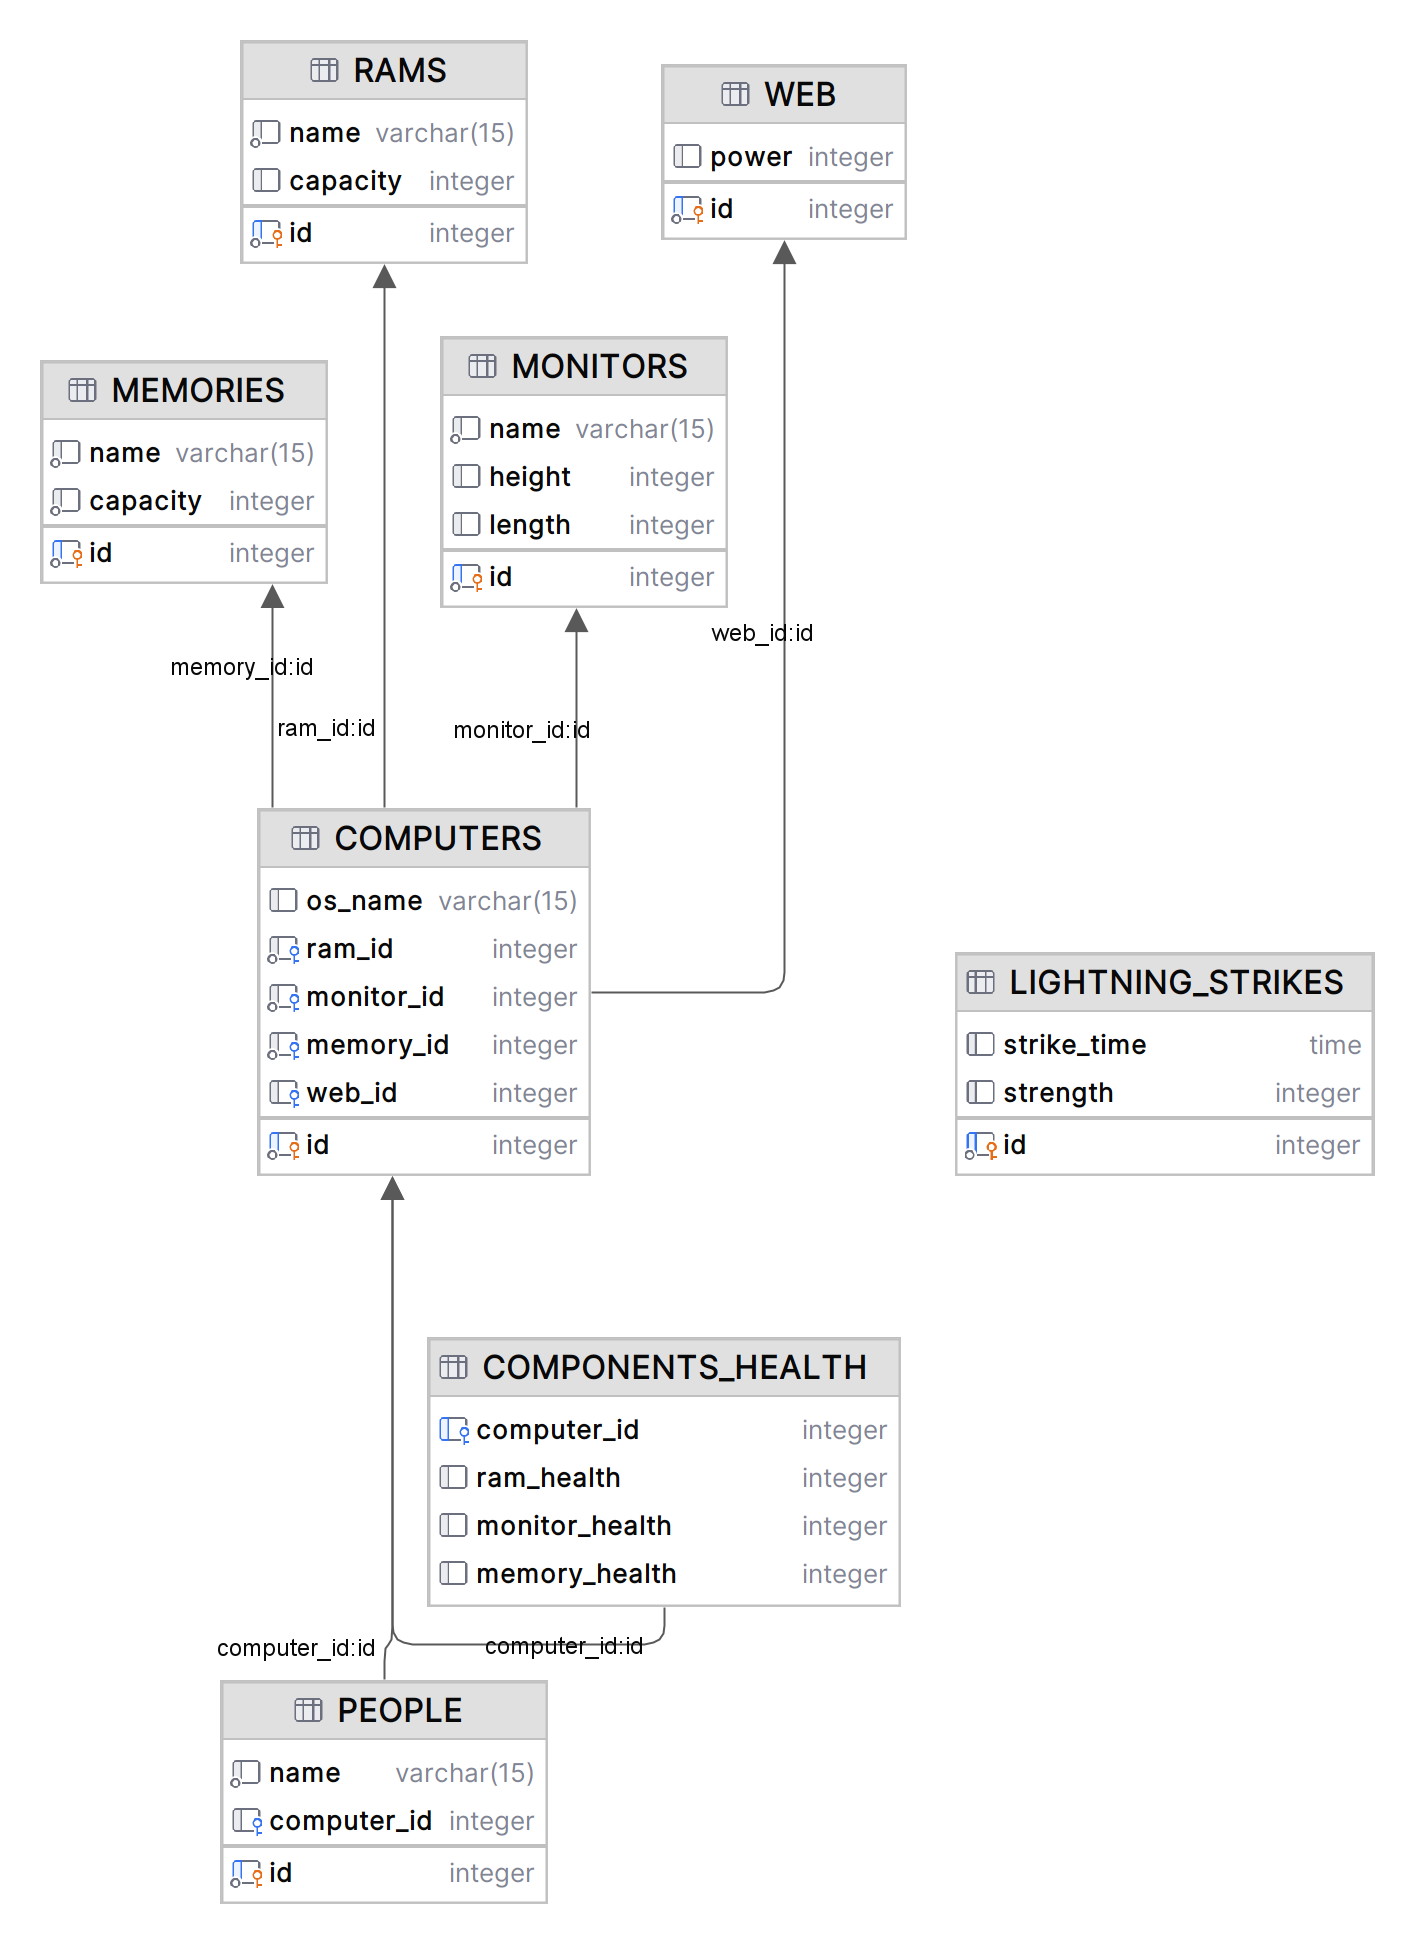 RAMS
name varchar(15)
capacity integer
id integer
WEB
power integer
id integer
MEMORIES
name varchar(15)
capacity integer
id integer
MONITORS
name varchar(15)
height integer
length integer
id integer
web_id:id
memory_id:id
ram_id:id
monitor_id:id
COMPUTERS
os_name varchar(15)
ram_id integer
monitor_id integer
memory_id integer
web_id integer
id integer
LIGHTNING_STRIKES
strike_time time
strength integer
id integer
COMPONENTS_HEALTH
computer_id integer
ram_health integer
monitor_health integer
memory_health integer
computer_id:id
computer_id:id
PEOPLE
name varchar(15)
computer_id integer
id integer